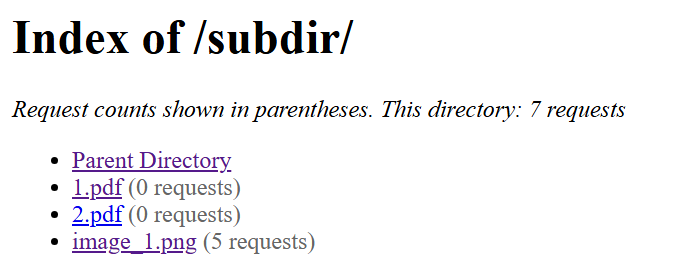 Index of /subdir/
Request counts shown in parentheses. This directory: 7 requests
Parent Directory
1.pdf (0 requests)
2.pdf (0 requests)
image_1.png (5 requests)